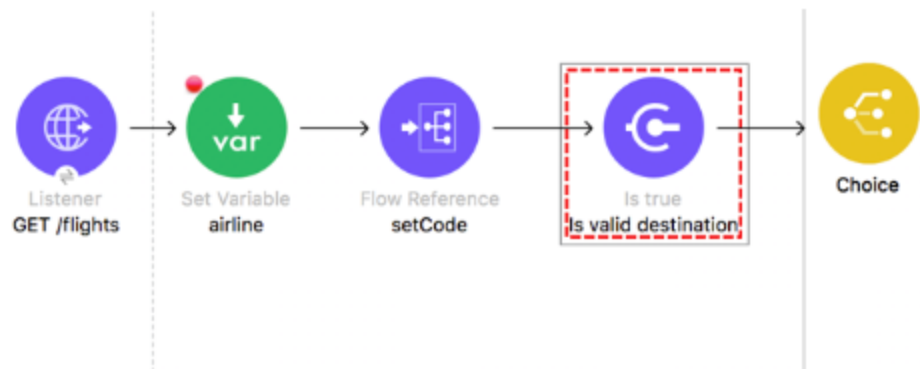 Listener
GET /flights
var
Set Variable
airline
Flow Reference
setCode
Is true
Is valid destination
Choice